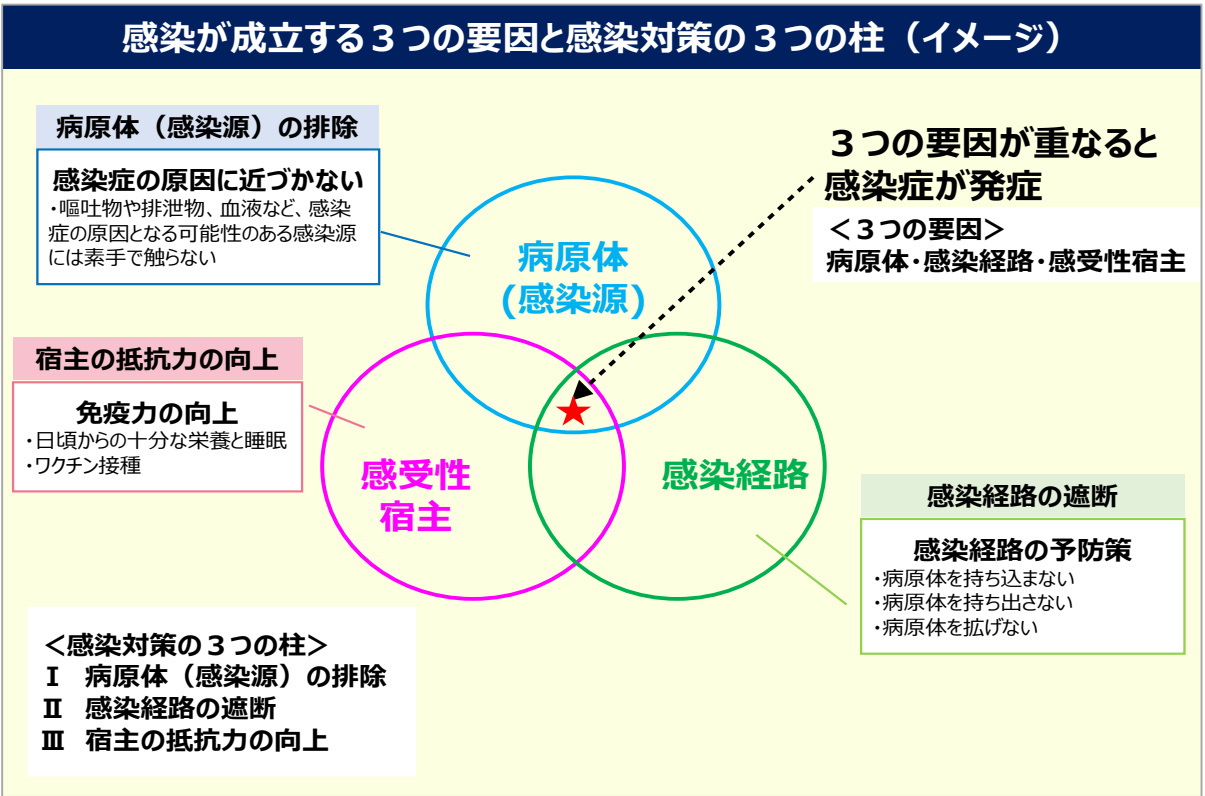 感染が成立する３つの要因と感染対策の３つの柱（イメージ）
病原体（感染源）の排除
感染症の原因に近づかない
・嘔吐物や排泄物、血液など、感染
症の原因となる可能性のある感染源
には素手で触らない
３つの要因が重なると
感染症が発症
＜３つの要因＞
病原体・感染経路・感受性宿主
病原体
(感染源)
宿主の抵抗力の向上
免疫力の向上
・日頃からの十分な栄養と睡眠
・ワクチン接種
感受性
宿主
感染経路
感染経路の遮断
感染経路の予防策
・病原体を持ち込まない
・病原体を持ち出さない
・病原体を拡げない
＜感染対策の３つの柱＞
Ⅰ　病原体（感染源）の排除
Ⅱ　感染経路の遮断
Ⅲ　宿主の抵抗力の向上